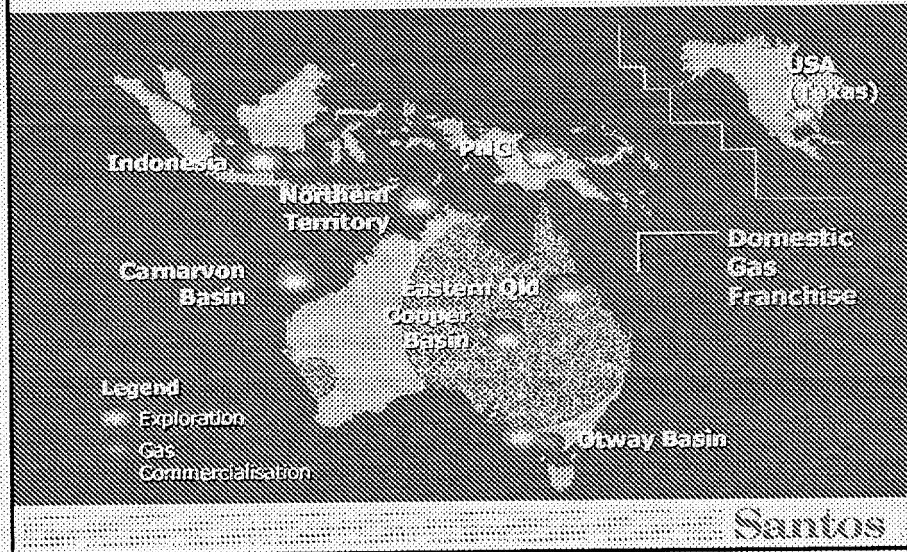 USA
(Texas)
Indonesia
PNG
Northern
Territory
Domestic
Gas
Franchise
Carnarvon
Basin
Eastern Qld
Cooper
Basin
Legend
Exploration
Gas
Commercialisation
Otway Basin
Santos